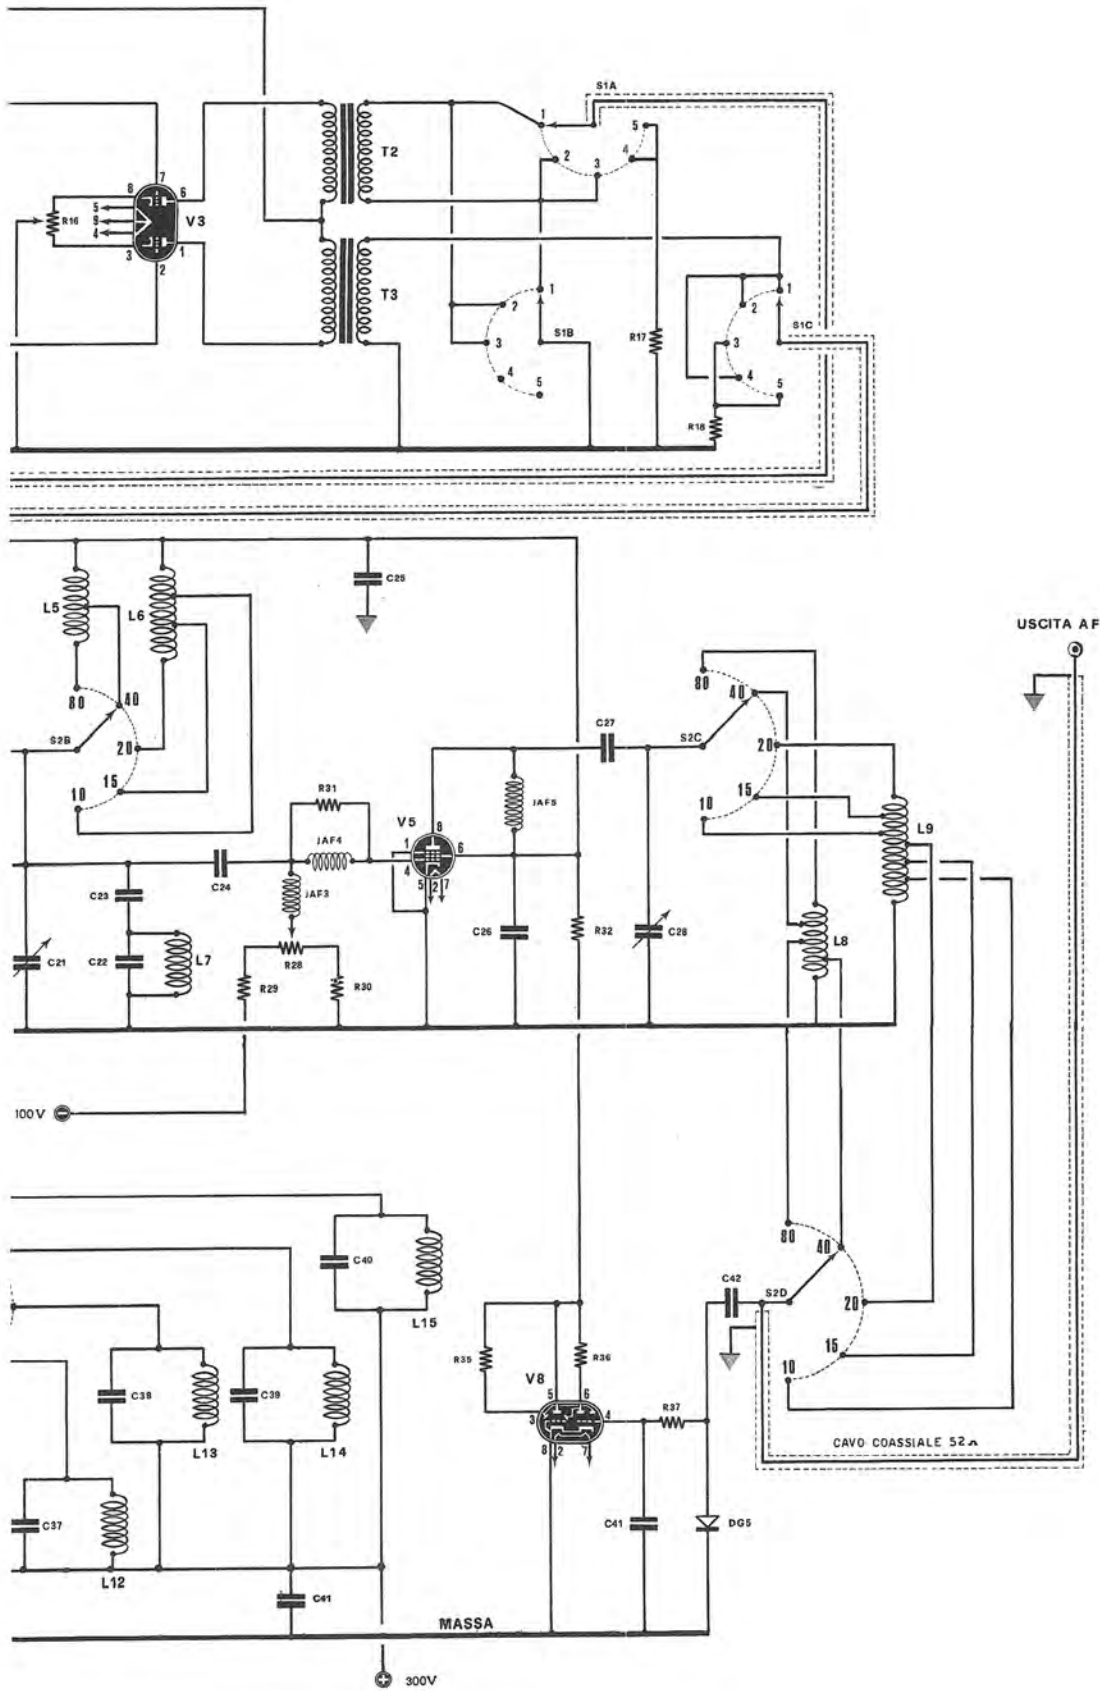 S1A
1
5
2
3
4
T2
7
8
6
5
9
4
3
1
2
R16
V3
T3
1
2
3
4
5
S1B
R17
1
2
3
4
5
S1C
R18
C25
L5
L6
USCITA AF
80
40
S2B
20
15
10
80
40
C27
S2C
20
15
10
R31
JAF4
V5
8
1
4
6
5
2
7
JAF5
L9
C24
C23
JAF3
C21
C22
L7
R28
R29
R30
C26
R32
C28
L8
100V
80
40
C42
S2D
20
15
10
C40
L15
R35
R36
V8
5
6
3
4
8
2
7
R37
C38
L13
C39
L14
CAVO COASSIALE 52Ω
C37
L12
C41
DG5
C41
MASSA
300V